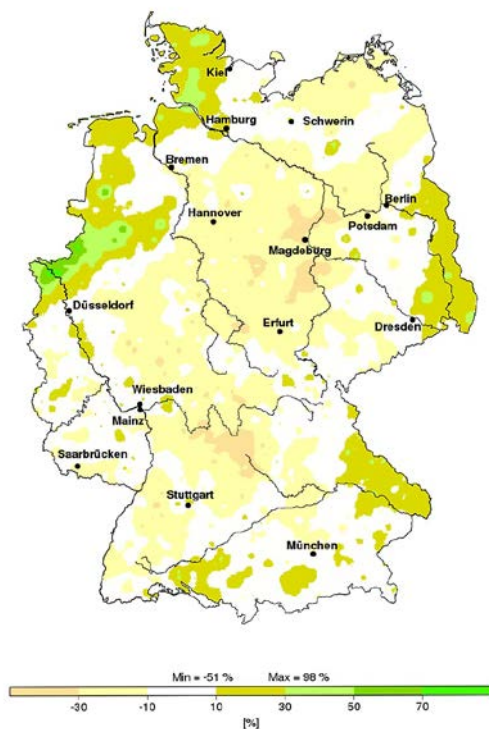 Kiel
Hamburg
Schwerin
Bremen
Berlin
Hannover
Potsdam
Magdeburg
Düsseldorf
Erfurt
Dresden
Wiesbaden
Mainz
Saarbrücken
Stuttgart
München
Min = -51 % Max = 98 %
-30 -10 10 30 50 70
[%]